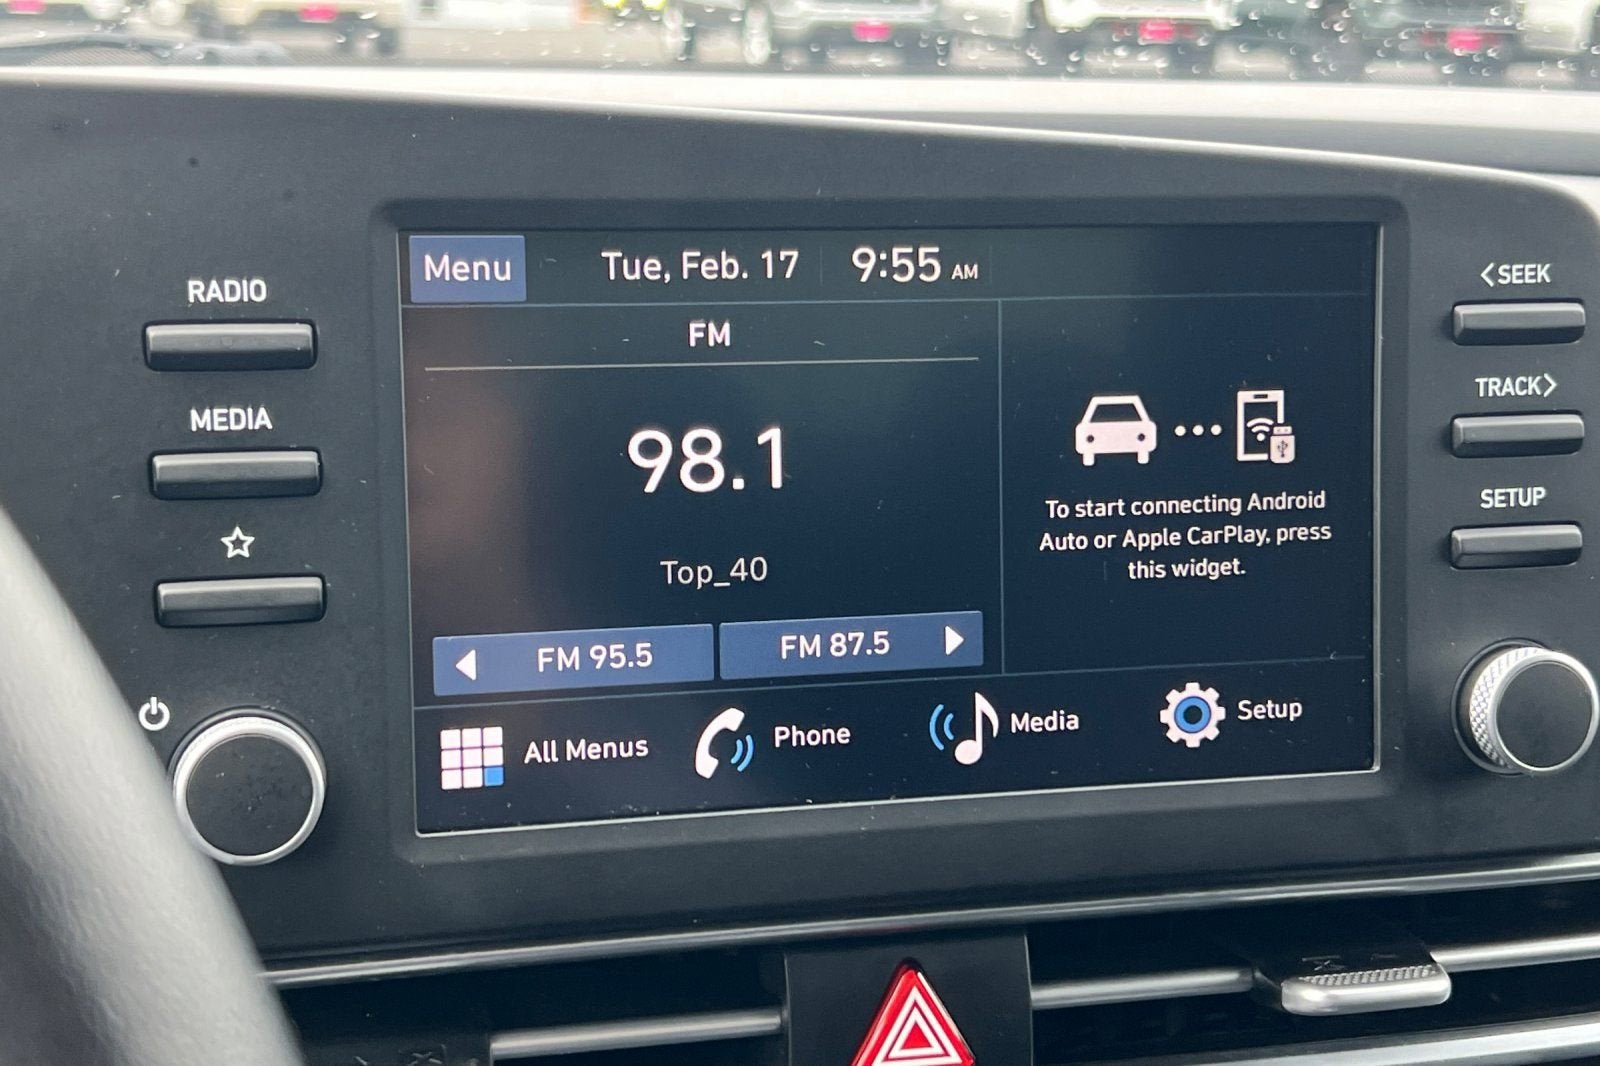 Menu
Tue, Feb. 17
9:55 AM
RADIO
MEDIA
FM
98.1
Top_40
FM 95.5
FM 87.5
To start connecting Android
Auto or Apple CarPlay, press
this widget.
All Menus
Phone
Media
Setup
<SEEK
TRACK>
SETUP